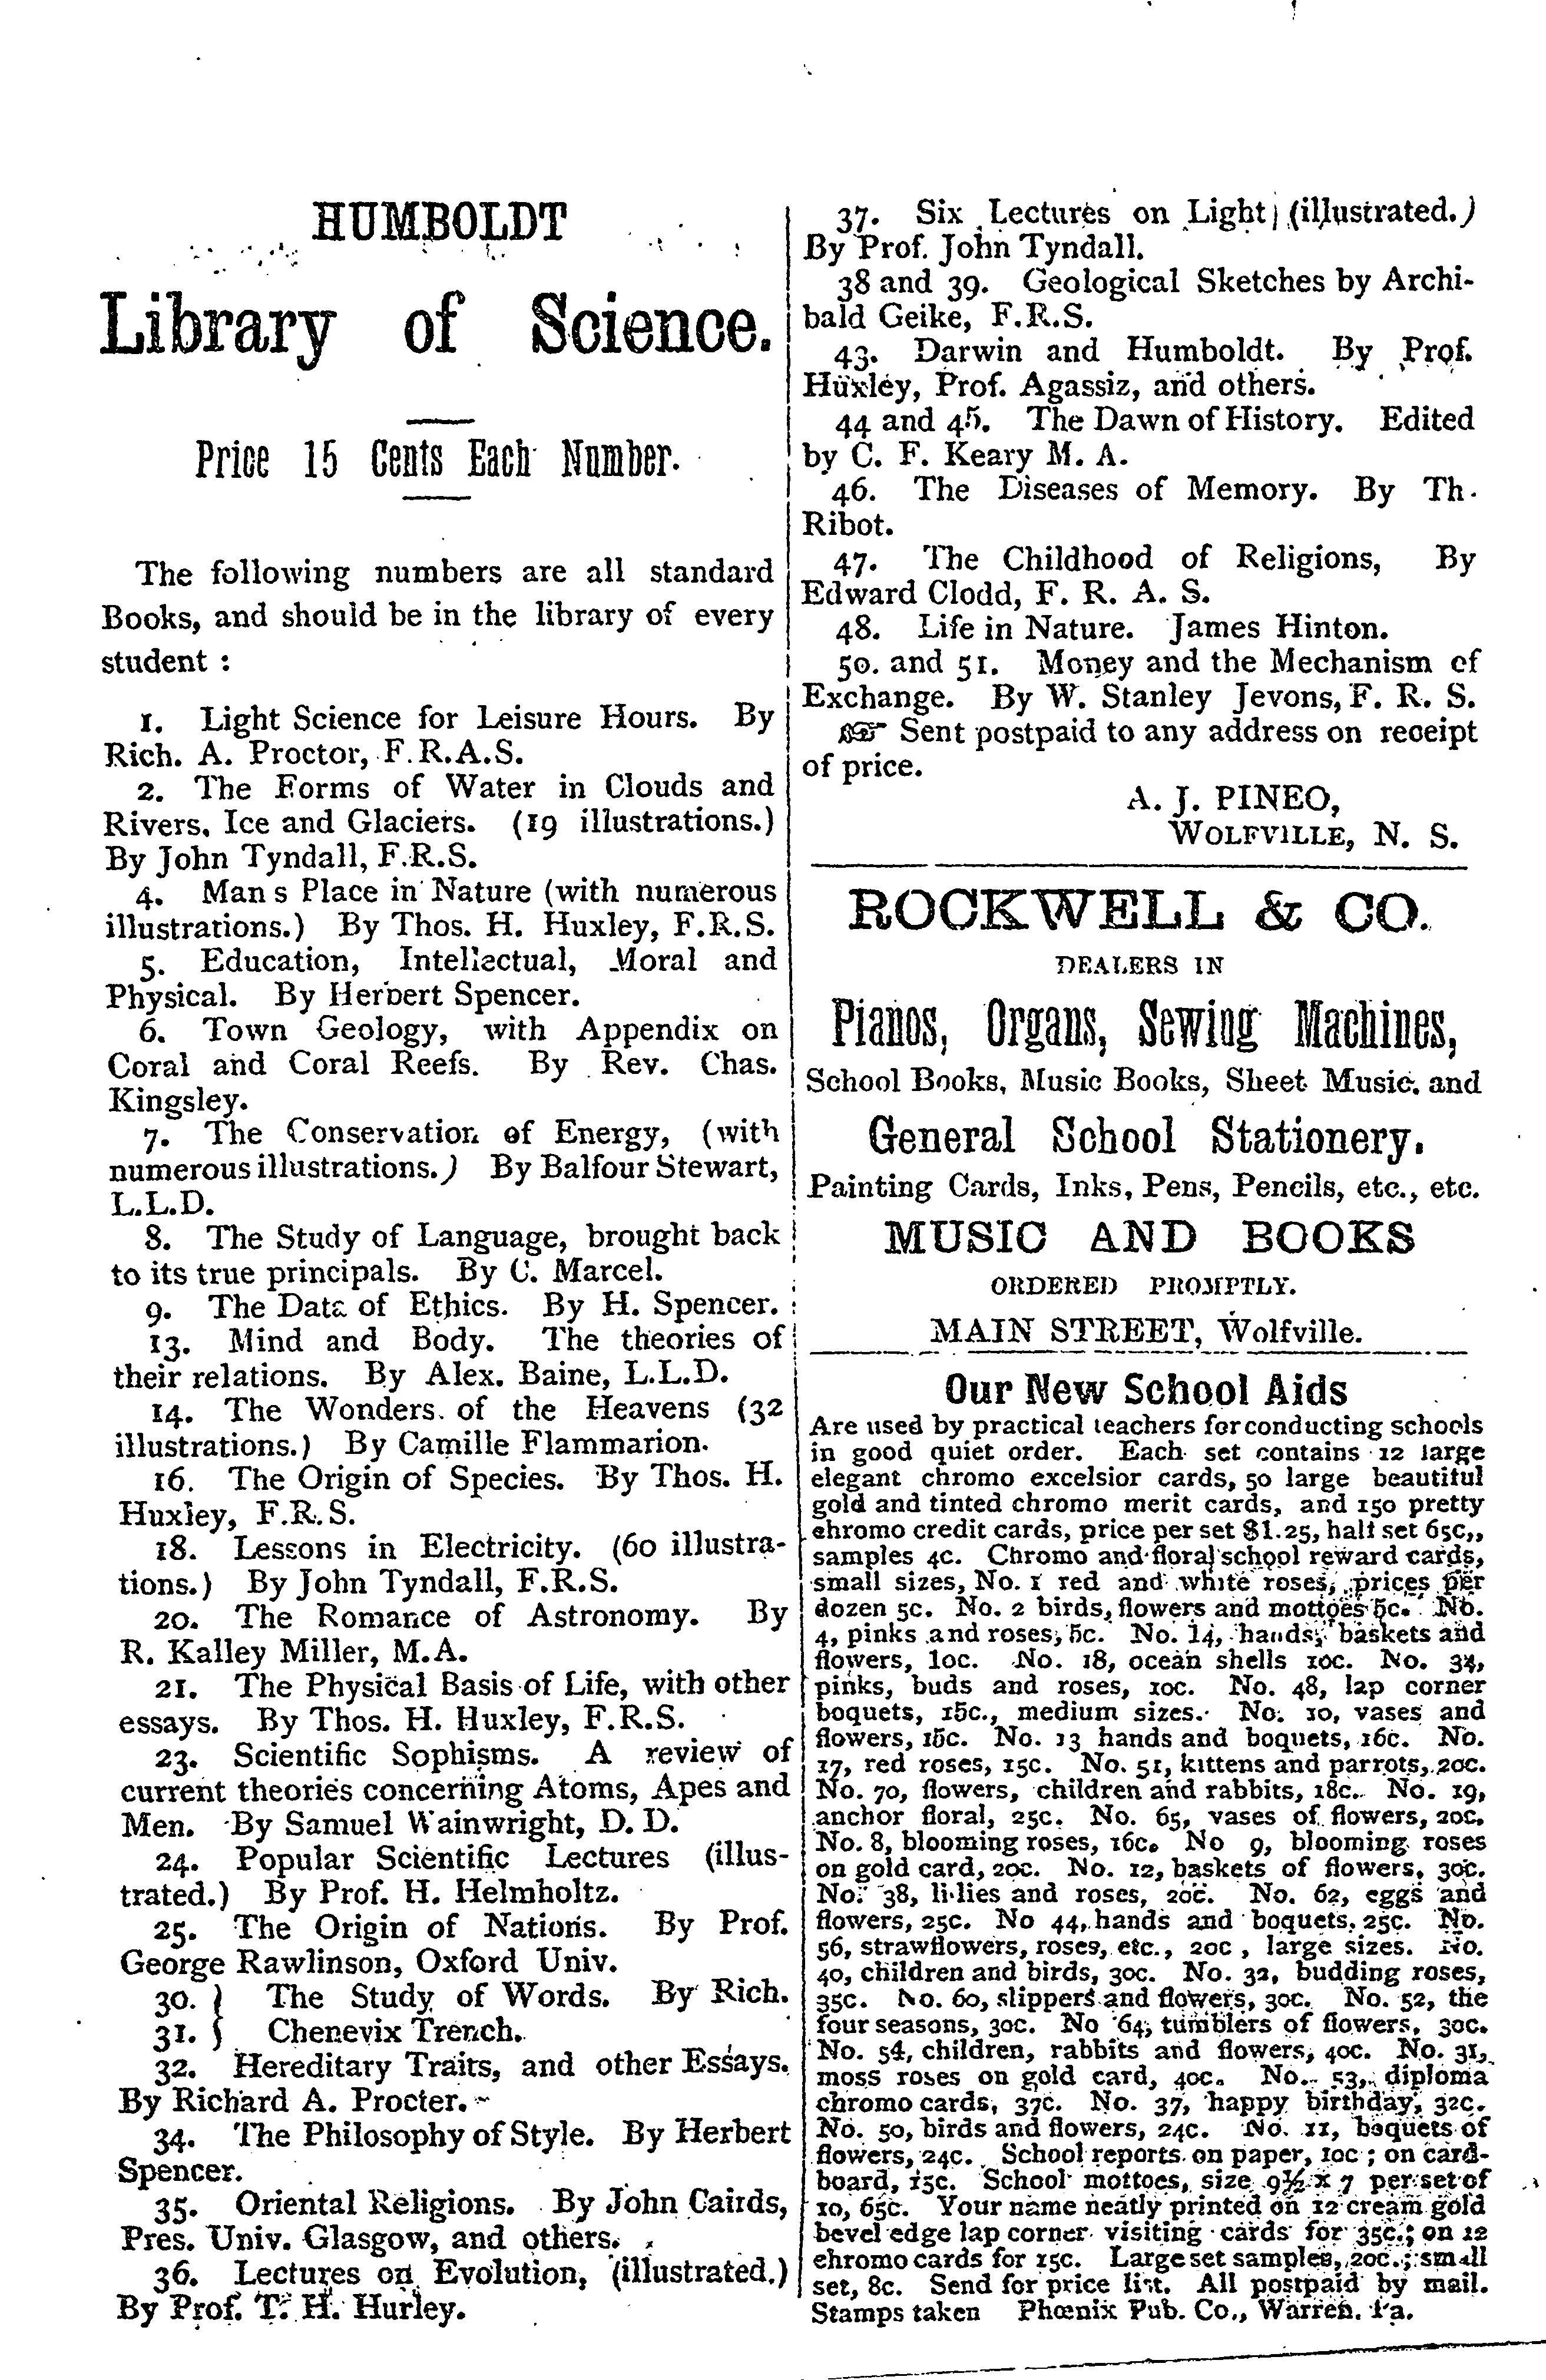 HUMBOLDT
Library of Science.
Price 15 Cents Each Number.
The following numbers are all standard
Books, and should be in the library of every
student :
1. Light Science for Leisure Hours. By
Rich. A. Proctor, F.R.A.S.
2. The Forms of Water in Clouds and
Rivers, Ice and Glaciers. (19 illustrations.)
By John Tyndall, F.R.S.
4. Man s Place in Nature (with numerous
illustrations.) By Thos. H. Huxley, F.R.S.
5. Education, Intellectual, Moral and
Physical. By Herbert Spencer.
6. Town Geology, with Appendix on
Coral and Coral Reefs. By Rev. Chas.
Kingsley.
7. The Conservation of Energy, (with
numerous illustrations.) By Balfour Stewart,
L.L.D.
8. The Study of Language, brought back
to its true principals. By C. Marcel.
9. The Data of Ethics. By H. Spencer.
13. Mind and Body. The theories of
their relations. By Alex. Baine, L.L.D.
14. The Wonders of the Heavens (32
illustrations.) By Camille Flammarion.
16. The Origin of Species. By Thos. H.
Huxley, F.R.S.
18. Lessons in Electricity. (60 illustra-
tions.) By John Tyndall, F.R.S.
20. The Romance of Astronomy. By
R. Kalley Miller, M.A.
21. The Physical Basis of Life, with other
essays. By Thos. H. Huxley, F.R.S.
23. Scientific Sophisms. A review of
current theories concerning Atoms, Apes and
Men. By Samuel Wainwright, D. D.
24. Popular Scientific Lectures (illus-
trated.) By Prof. H. Helmholtz.
25. The Origin of Nations. By Prof.
George Rawlinson, Oxford Univ.
30. } The Study of Words. By Rich.
31. } Chenevix Trench.
32. Hereditary Traits, and other Essays.
By Richard A. Procter.
34. The Philosophy of Style. By Herbert
Spencer.
35. Oriental Religions. By John Cairds,
Pres. Univ. Glasgow, and others.
36. Lectures on Evolution, (illustrated.)
By Prof. T. H. Hurley.
37. Six Lectures on Light (illustrated.)
By Prof. John Tyndall.
38 and 39. Geological Sketches by Archi-
bald Geike, F.R.S.
43. Darwin and Humboldt. By Prof.
Huxley, Prof. Agassiz, and others.
44 and 45. The Dawn of History. Edited
by C. F. Keary M. A.
46. The Diseases of Memory. By Th.
Ribot.
47. The Childhood of Religions, By
Edward Clodd, F. R. A. S.
48. Life in Nature. James Hinton.
50. and 51. Money and the Mechanism of
Exchange. By W. Stanley Jevons, F. R. S.
☞ Sent postpaid to any address on receipt
of price.
A. J. PINEO,
WOLFVILLE, N. S.
ROCKWELL & CO.
DEALERS IN
Pianos, Organs, Sewing Machines,
School Books, Music Books, Sheet Music, and
General School Stationery.
Painting Cards, Inks, Pens, Pencils, etc., etc.
MUSIC AND BOOKS
ORDERED PROMPTLY.
MAIN STREET, Wolfville.
Our New School Aids
Are used by practical teachers for conducting schools
in good quiet order. Each set contains 12 large
elegant chromo excelsior cards, 50 large beautiful
gold and tinted chromo merit cards, and 150 pretty
chromo credit cards, price per set $1.25, half set 65c,,
samples 4c. Chromo and floral school reward cards,
small sizes, No. 1 red and white roses, prices per
dozen 5c. No. 2 birds, flowers and mottoes 5c. No.
4, pinks and roses, 5c. No. 14, hands, baskets and
flowers, 10c. No. 18, ocean shells 10c. No. 34,
pinks, buds and roses, 10c. No. 48, lap corner
boquets, 15c., medium sizes. No. 10, vases and
flowers, 15c. No. 13 hands and boquets, 16c. No.
17, red roses, 15c. No. 51, kittens and parrots, 20c.
No. 70, flowers, children and rabbits, 18c. No. 19,
anchor floral, 25c. No. 65, vases of flowers, 20c.
No. 8, blooming roses, 16c. No 9, blooming roses
on gold card, 20c. No. 12, baskets of flowers, 30c.
No. 38, lilies and roses, 20c. No. 62, eggs and
flowers, 25c. No 44, hands and boquets, 25c. No.
56, strawflowers, roses, etc., 20c , large sizes. No.
40, children and birds, 30c. No. 32, budding roses,
35c. No. 60, slippers and flowers, 30c. No. 52, the
four seasons, 30c. No 64, tumblers of flowers, 30c.
No. 54, children, rabbits and flowers, 40c. No. 31,
moss roses on gold card, 40c. No. 53, diploma
chromo cards, 37c. No. 37, happy birthday, 32c.
No. 50, birds and flowers, 24c. No. 11, boquets of
flowers, 24c. School reports on paper, 10c ; on card-
board, 15c. School mottoes, size 9½ x 7 per set of
10, 65c. Your name neatly printed on 12 cream gold
bevel edge lap corner visiting cards for 35c.; on 12
chromo cards for 15c. Large set samples, 20c.; small
set, 8c. Send for price list. All postpaid by mail.
Stamps taken Phœnix Pub. Co., Warren, Pa.